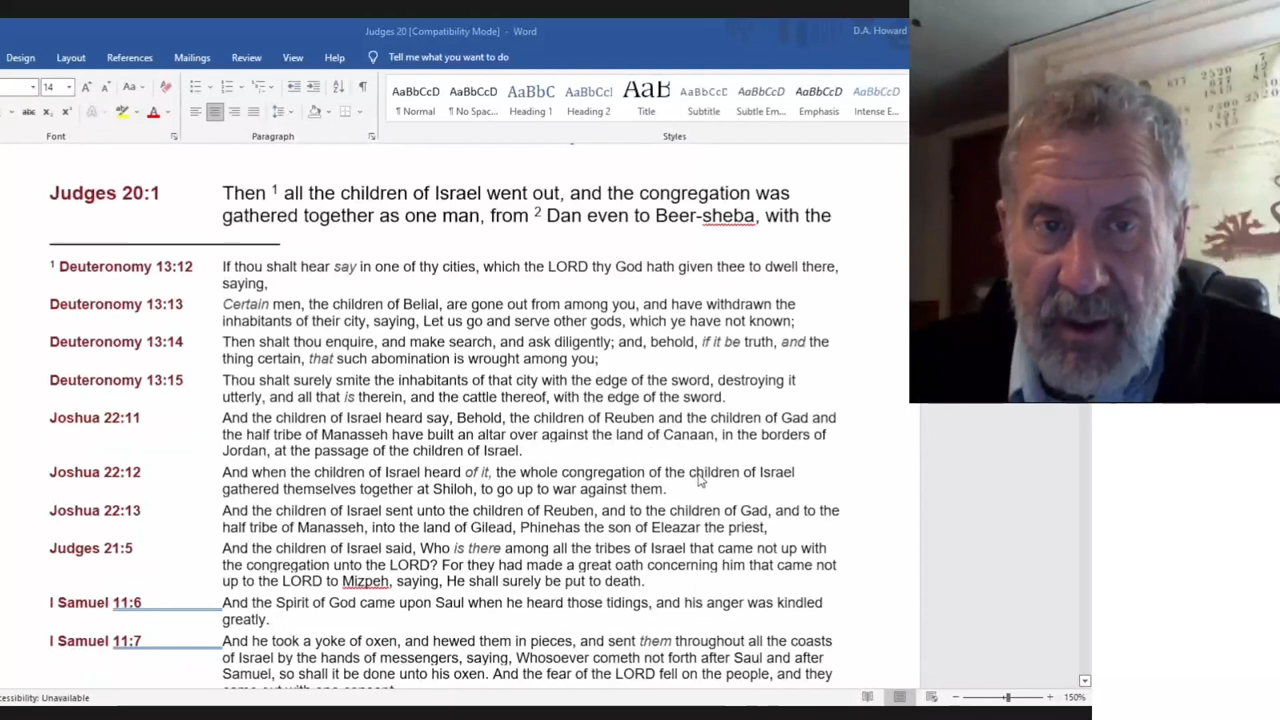 Judges 20 [Compatibility Mode] - Word
D.A. Howard
Design Layout References Mailings Review View Help Tell me what you want to do
14 Aa
AaBbCcD AaBbCcD AaBbC AaBbCcI AaB AaBbCcD AaBbCcD AaBbCcD AaBbCcD
¶ Normal ¶ No Spac... Heading 1 Heading 2 Title Subtitle Subtle Em... Emphasis Intense E...
Font Paragraph Styles
Judges 20:1 Then 1 all the children of Israel went out, and the congregation was
gathered together as one man, from 2 Dan even to Beer-sheba, with the
1 Deuteronomy 13:12 If thou shalt hear say in one of thy cities, which the LORD thy God hath given thee to dwell there,
saying,
Deuteronomy 13:13 Certain men, the children of Belial, are gone out from among you, and have withdrawn the
inhabitants of their city, saying, Let us go and serve other gods, which ye have not known;
Deuteronomy 13:14 Then shalt thou enquire, and make search, and ask diligently; and, behold, if it be truth, and the
thing certain, that such abomination is wrought among you;
Deuteronomy 13:15 Thou shalt surely smite the inhabitants of that city with the edge of the sword, destroying it
utterly, and all that is therein, and the cattle thereof, with the edge of the sword.
Joshua 22:11 And the children of Israel heard say, Behold, the children of Reuben and the children of Gad and
the half tribe of Manasseh have built an altar over against the land of Canaan, in the borders of
Jordan, at the passage of the children of Israel.
Joshua 22:12 And when the children of Israel heard of it, the whole congregation of the children of Israel
gathered themselves together at Shiloh, to go up to war against them.
Joshua 22:13 And the children of Israel sent unto the children of Reuben, and to the children of Gad, and to the
half tribe of Manasseh, into the land of Gilead, Phinehas the son of Eleazar the priest,
Judges 21:5 And the children of Israel said, Who is there among all the tribes of Israel that came not up with
the congregation unto the LORD? For they had made a great oath concerning him that came not
up to the LORD to Mizpeh, saying, He shall surely be put to death.
I Samuel 11:6 And the Spirit of God came upon Saul when he heard those tidings, and his anger was kindled
greatly.
I Samuel 11:7 And he took a yoke of oxen, and hewed them in pieces, and sent them throughout all the coasts
of Israel by the hands of messengers, saying, Whosoever cometh not forth after Saul and after
Samuel, so shall it be done unto his oxen. And the fear of the LORD fell on the people, and they
ccessibility: Unavailable
150%
677 2520